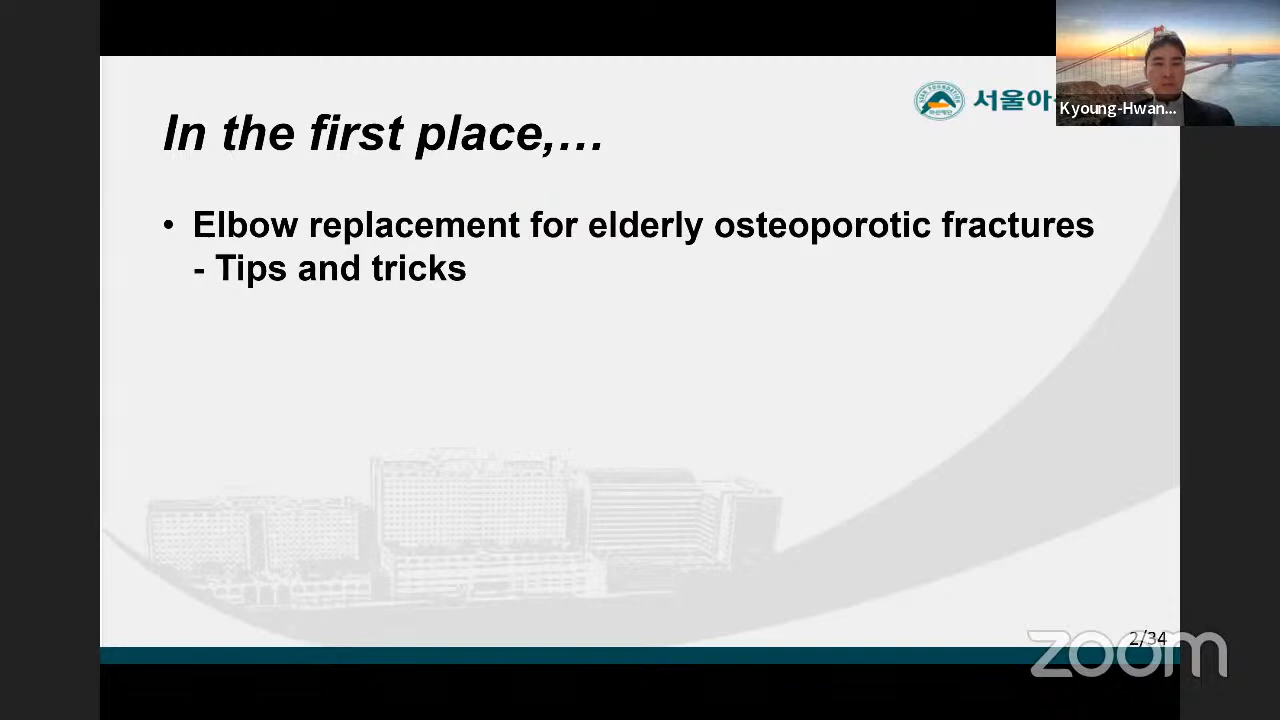 In the first place,…
서울아
Kyoung-Hwan...
• Elbow replacement for elderly osteoporotic fractures
- Tips and tricks
2/34
zoom